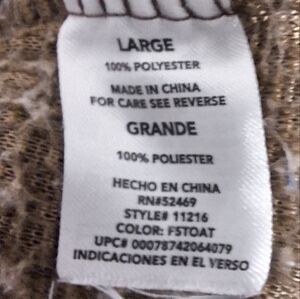 LARGE
100% POLYESTER
MADE IN CHINA
FOR CARE SEE REVERSE
GRANDE
100% POLIESTER
HECHO EN CHINA
RN#52469
STYLE# 11216
COLOR: FSTOAT
UPC# 00078742064079
INDICACIONES EN EL VERSO